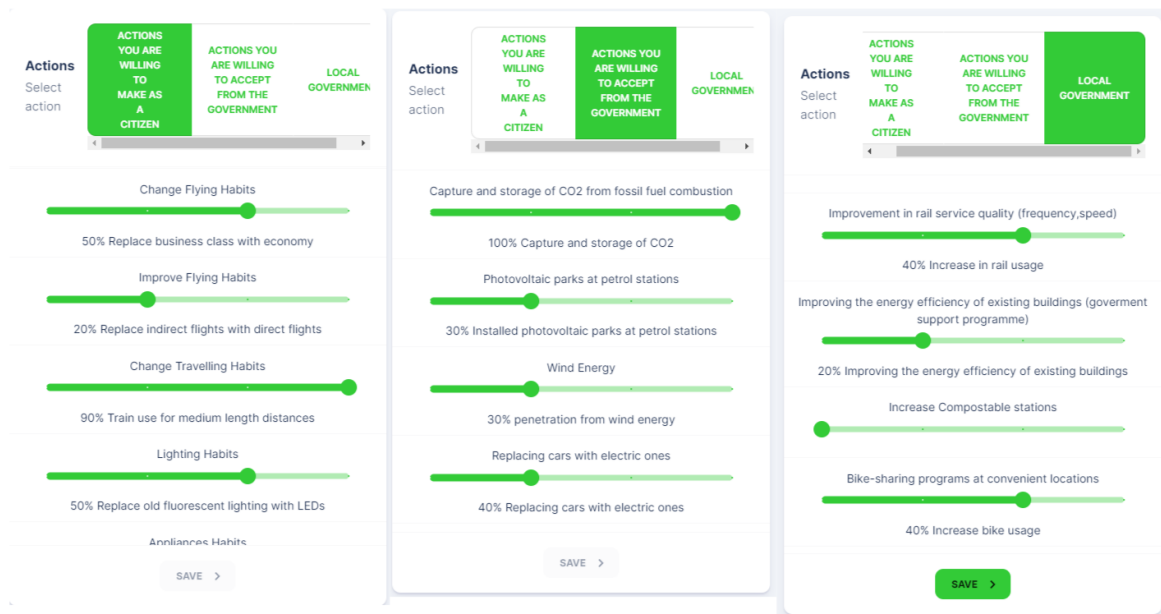 Actions
Select
action
ACTIONS
YOU ARE
WILLING
TO
MAKE AS
A
CITIZEN
ACTIONS YOU
ARE WILLING
TO ACCEPT
FROM THE
GOVERNMENT
LOCAL
GOVERNMEN
Change Flying Habits
50% Replace business class with economy
Improve Flying Habits
20% Replace indirect flights with direct flights
Change Travelling Habits
90% Train use for medium length distances
Lighting Habits
50% Replace old fluorescent lighting with LEDs
Appliances Habits
SAVE
Actions
Select
action
ACTIONS
YOU ARE
WILLING
TO
MAKE AS
A
CITIZEN
ACTIONS YOU
ARE WILLING
TO ACCEPT
FROM THE
GOVERNMENT
LOCAL
GOVERNMEN
Capture and storage of CO2 from fossil fuel combustion
100% Capture and storage of CO2
Photovoltaic parks at petrol stations
30% Installed photovoltaic parks at petrol stations
Wind Energy
30% penetration from wind energy
Replacing cars with electric ones
40% Replacing cars with electric ones
SAVE
Actions
Select
action
ACTIONS
YOU ARE
WILLING
TO
MAKE AS
A
CITIZEN
ACTIONS YOU
ARE WILLING
TO ACCEPT
FROM THE
GOVERNMENT
LOCAL
GOVERNMENT
Improvement in rail service quality (frequency,speed)
40% Increase in rail usage
Improving the energy efficiency of existing buildings (goverment
support programme)
20% Improving the energy efficiency of existing buildings
Increase Compostable stations
Bike-sharing programs at convenient locations
40% Increase bike usage
SAVE